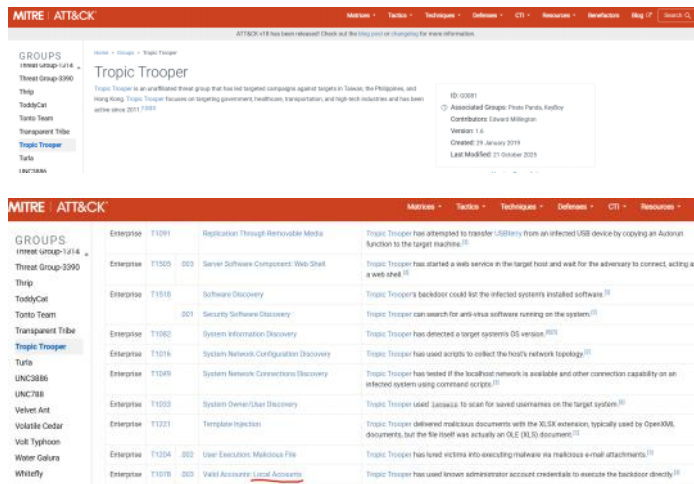 MITRE | ATT&CK
Matrices Tactics Techniques Defenses CTI Resources Benefactors Blog Search
ATT&CK v18 has been released! Check out the blog post or changelog for more information.
GROUPS
Threat Group-1314
Threat Group-3390
Thrip
ToddyCat
Tonto Team
Transparent Tribe
Tropic Trooper
Turla
UNC3886
Home > Groups > Tropic Trooper
Tropic Trooper
Tropic Trooper is an unaffiliated threat group that has led targeted campaigns against targets in Taiwan, the Philippines, and
Hong Kong. Tropic Trooper focuses on targeting government, healthcare, transportation, and high-tech industries and has been
active since 2011.
ID: G0081
Associated Groups: Pirate Panda, KeyBoy
Contributors: Edward Millington
Version: 1.6
Created: 29 January 2019
Last Modified: 21 October 2025
MITRE | ATT&CK
Matrices Tactics Techniques Defenses CTI Resources
GROUPS
Threat Group-1314
Threat Group-3390
Thrip
ToddyCat
Tonto Team
Transparent Tribe
Tropic Trooper
Turla
UNC3886
UNC788
Velvet Ant
Volatile Cedar
Volt Typhoon
Water Galura
Whitefly
Enterprise T1091 Replication Through Removable Media Tropic Trooper has attempted to transfer USBferry from an infected USB device by copying an Autorun
function to the target machine.
Enterprise T1505 .003 Server Software Component: Web Shell Tropic Trooper has started a web service in the target host and wait for the adversary to connect, acting as
a web shell.
Enterprise T1518 Software Discovery Tropic Trooper's backdoor could list the infected system's installed software.
.001 Security Software Discovery Tropic Trooper can search for anti-virus software running on the system.
Enterprise T1082 System Information Discovery Tropic Trooper has detected a target system's OS version.
Enterprise T1016 System Network Configuration Discovery Tropic Trooper has used scripts to collect the host's network topology.
Enterprise T1049 System Network Connections Discovery Tropic Trooper has tested if the localhost network is available and other connection capability on an
infected system using command scripts.
Enterprise T1033 System Owner/User Discovery Tropic Trooper used letmein to scan for saved usernames on the target system.
Enterprise T1221 Template Injection Tropic Trooper delivered malicious documents with the XLSX extension, typically used by OpenXML
documents, but the file itself was actually an OLE (XLS) document.
Enterprise T1204 .002 User Execution: Malicious File Tropic Trooper has lured victims into executing malware via malicious e-mail attachments.
Enterprise T1078 .003 Valid Accounts: Local Accounts Tropic Trooper has used known administrator account credentials to execute the backdoor directly.